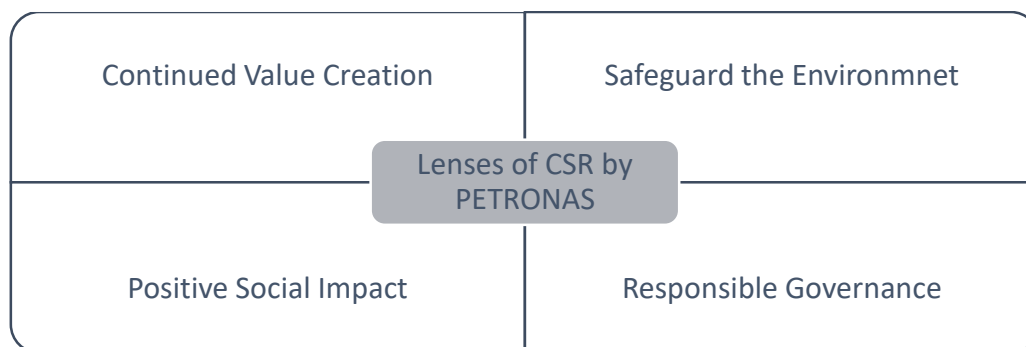 Continued Value Creation
Safeguard the Environmnet
Lenses of CSR by
PETRONAS
Positive Social Impact
Responsible Governance